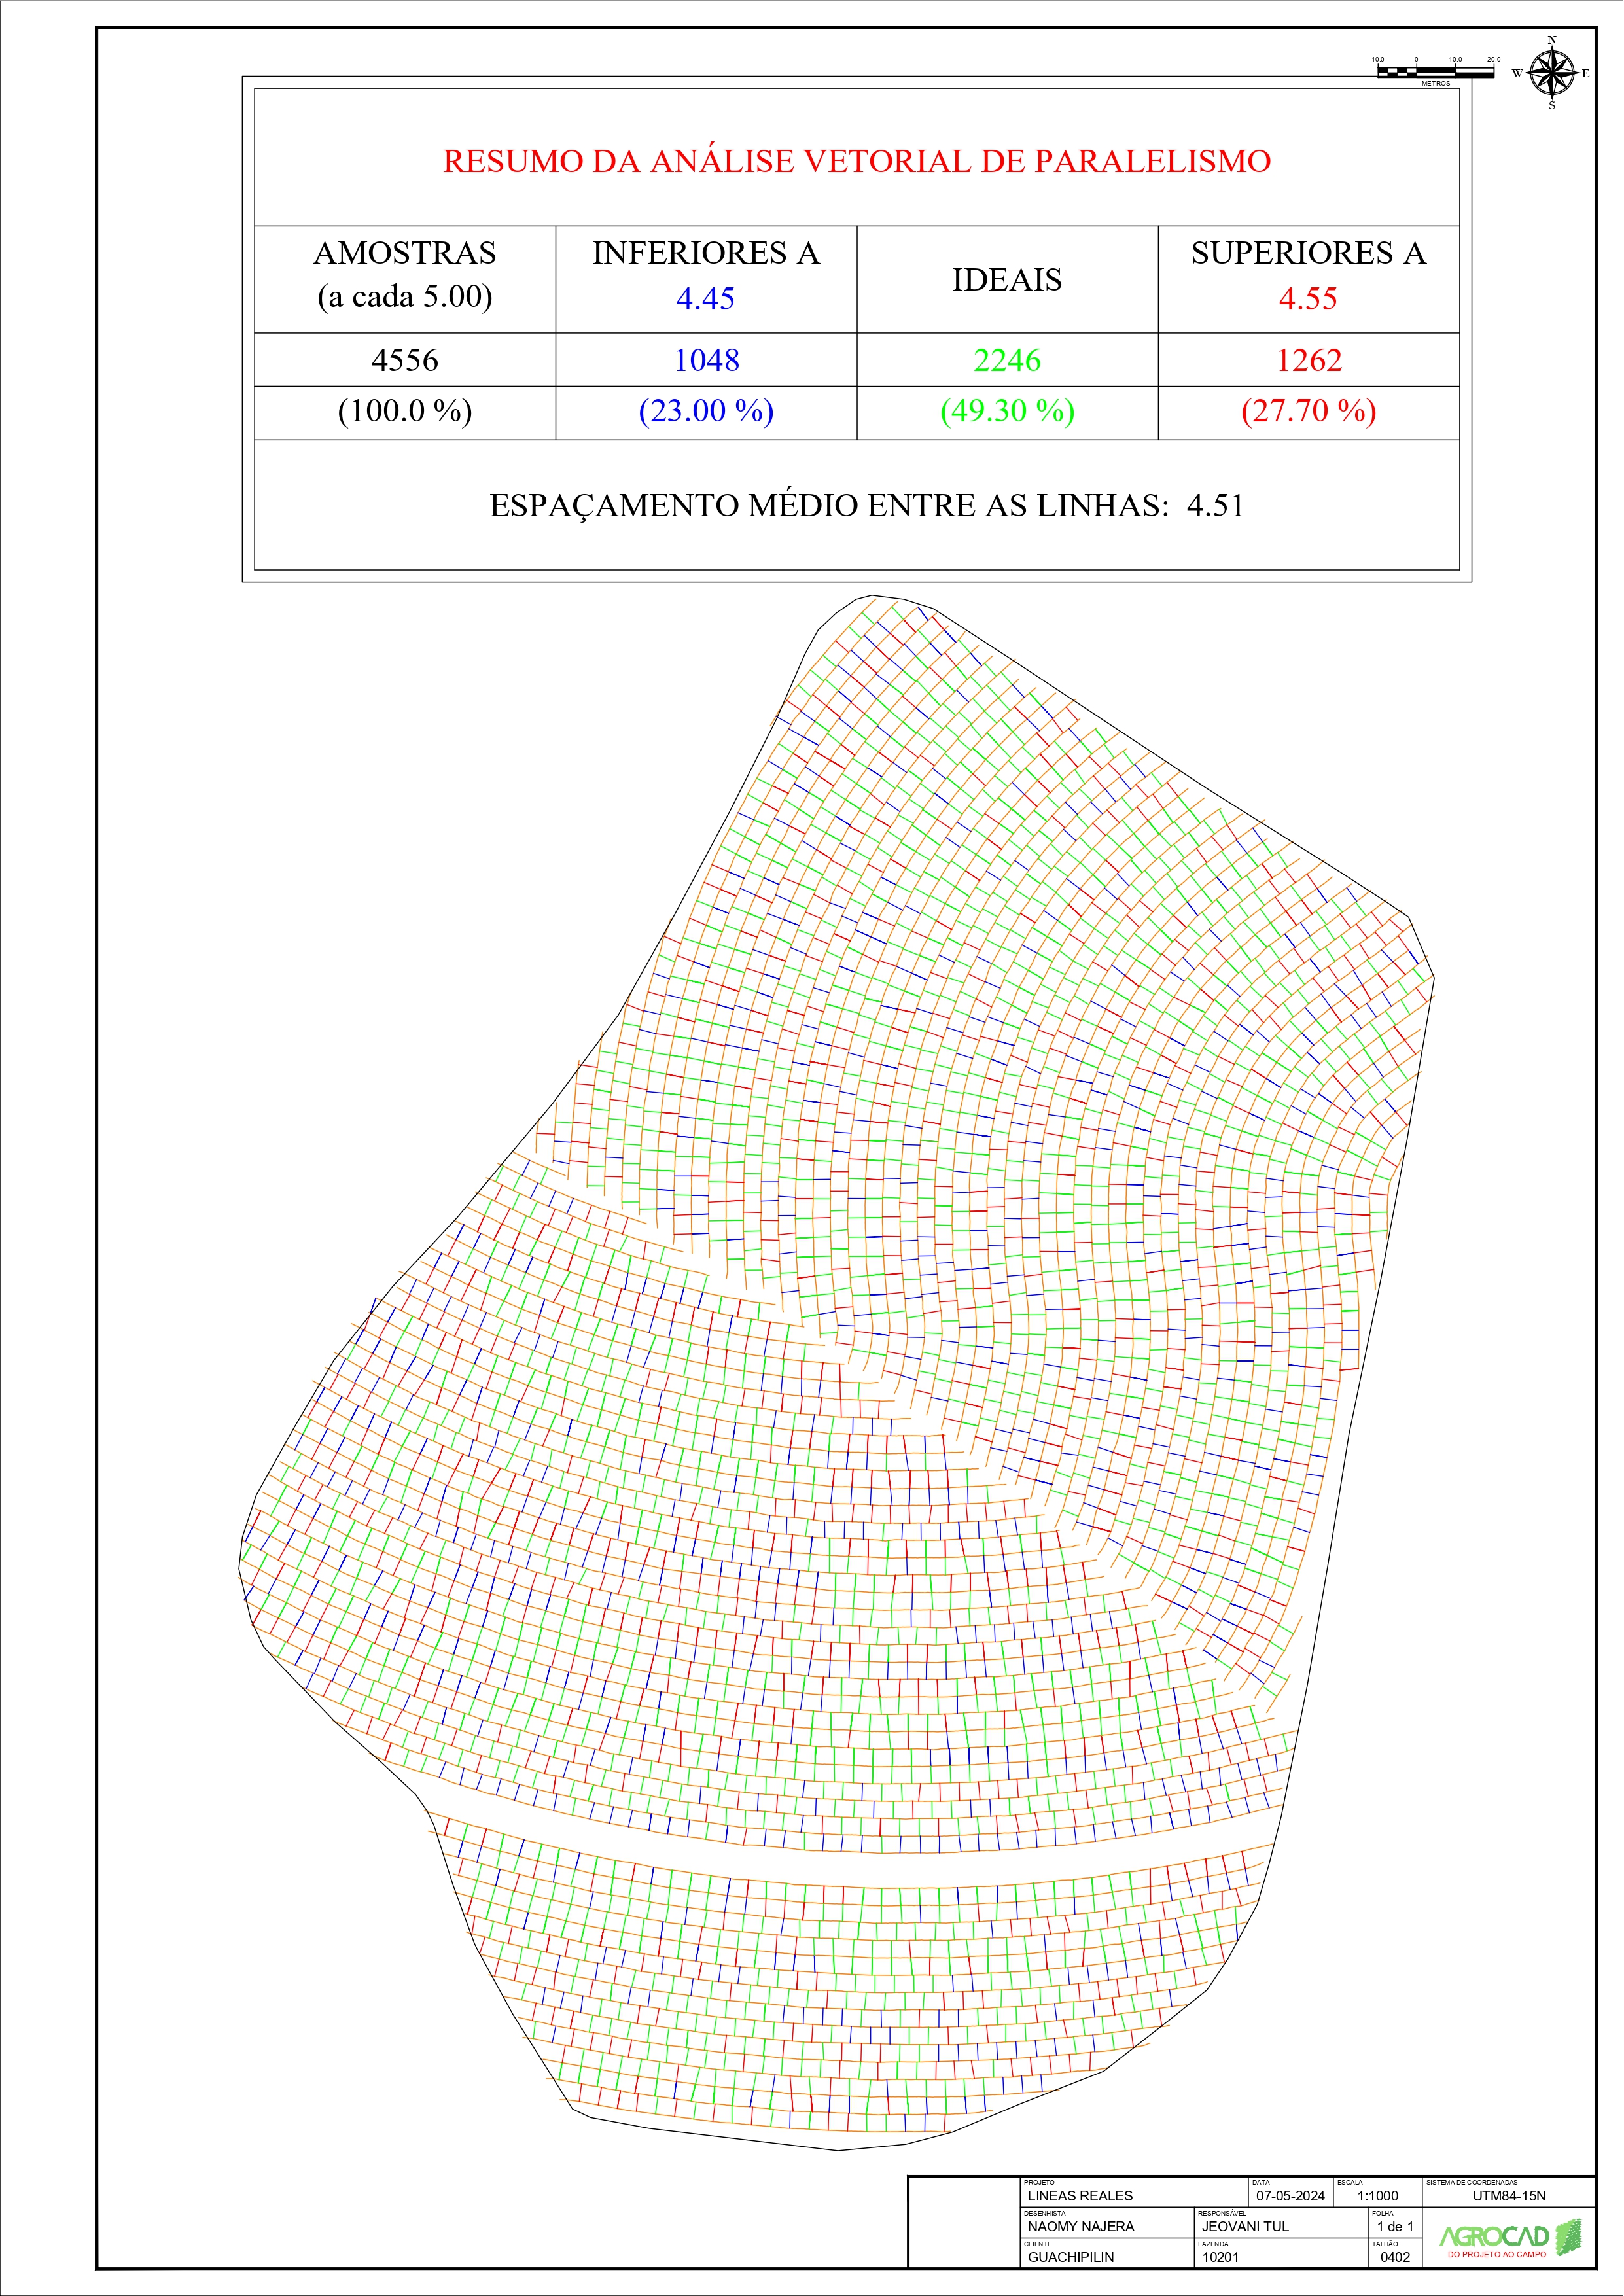 N
W
E
S
10.0 0 10.0 20.0
METROS
RESUMO DA ANÁLISE VETORIAL DE PARALELISMO
AMOSTRAS
(a cada 5.00)
INFERIORES A
4.45
IDEAIS
SUPERIORES A
4.55
4556 1048 2246 1262
(100.0 %) (23.00 %) (49.30 %) (27.70 %)
ESPAÇAMENTO MÉDIO ENTRE AS LINHAS: 4.51
PROJETO
LINEAS REALES
DATA
07-05-2024
ESCALA
1:1000
SISTEMA DE COORDENADAS
UTM84-15N
DESENHISTA
NAOMY NAJERA
RESPONSÁVEL
JEOVANI TUL
FOLHA
1 de 1
CLIENTE
GUACHIPILIN
FAZENDA
10201
TALHÃO
0402
AGROCAD
DO PROJETO AO CAMPO